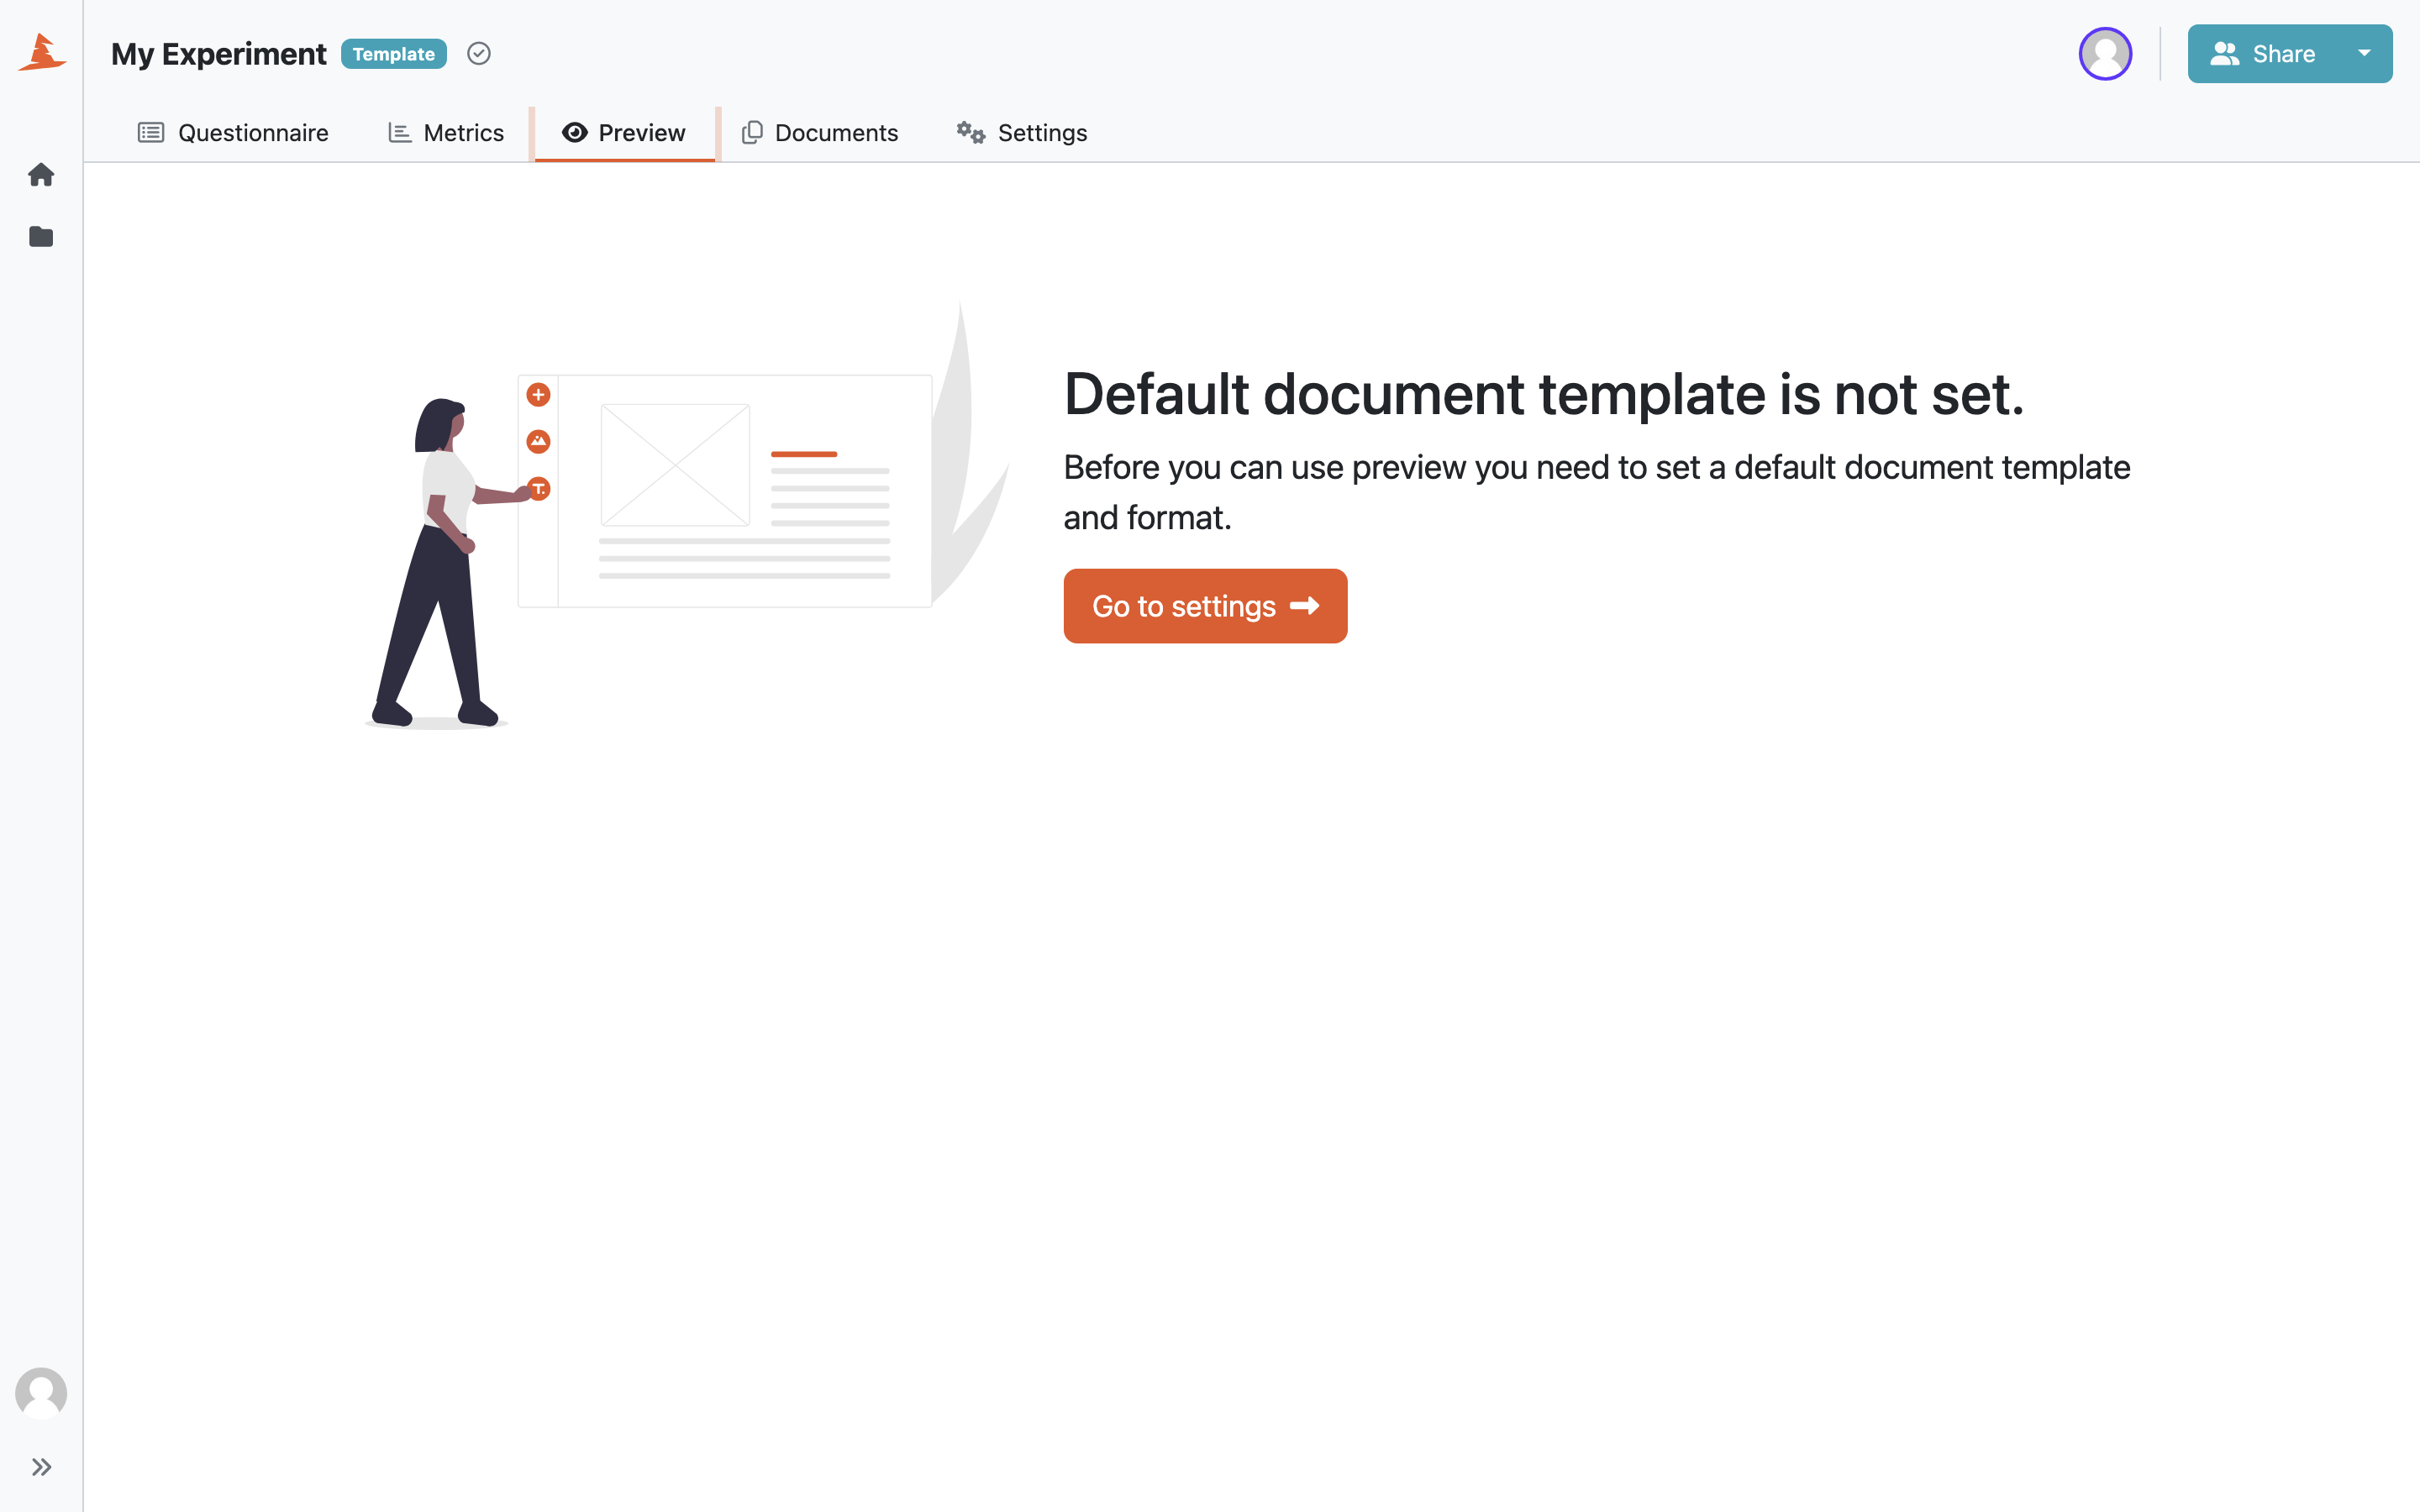 My Experiment Template
Share
Questionnaire Metrics Preview Documents Settings
Default document template is not set.
Before you can use preview you need to set a default document template
and format.
Go to settings
T.